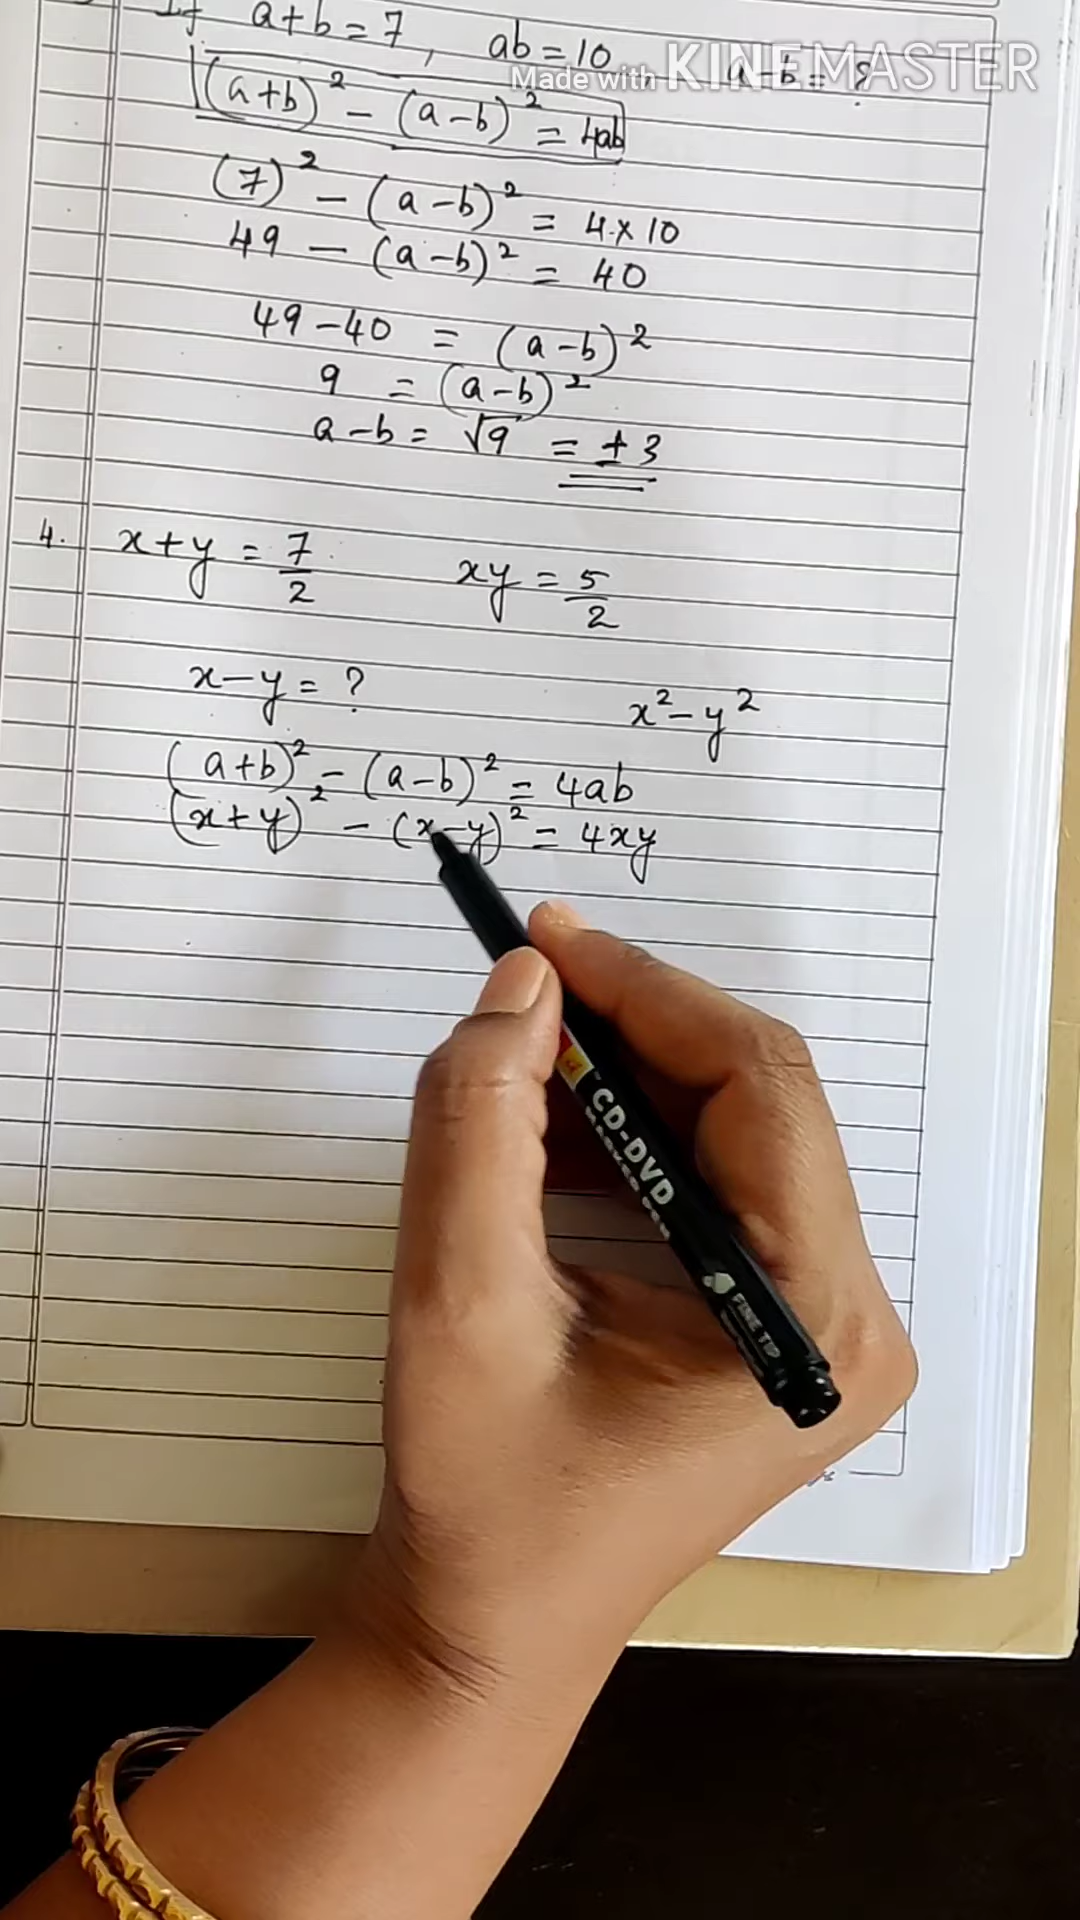 If a+b = 7, ab = 10 a-b = ?
Made with KINEMASTER
(a+b)² - (a-b)² = 4ab
(7)² - (a-b)² = 4×10
49 - (a-b)² = 40
49-40 = (a-b)²
9 = (a-b)²
a-b = √9 = ±3
4. x+y = 7/2 xy = 5/2
x-y = ? x²-y²
(a+b)² - (a-b)² = 4ab
(x+y)² - (x-y)² = 4xy
CD-DVD
FINE TIP